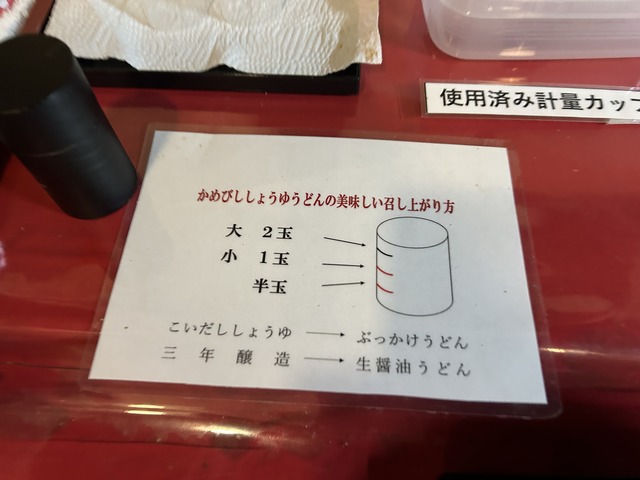 使用済み計量カップ
かめびししょうゆうどんの美味しい召し上がり方
大 2玉
小 1玉
半玉
こいだししょうゆ → ぶっかけうどん
三年醸造 → 生醤油うどん